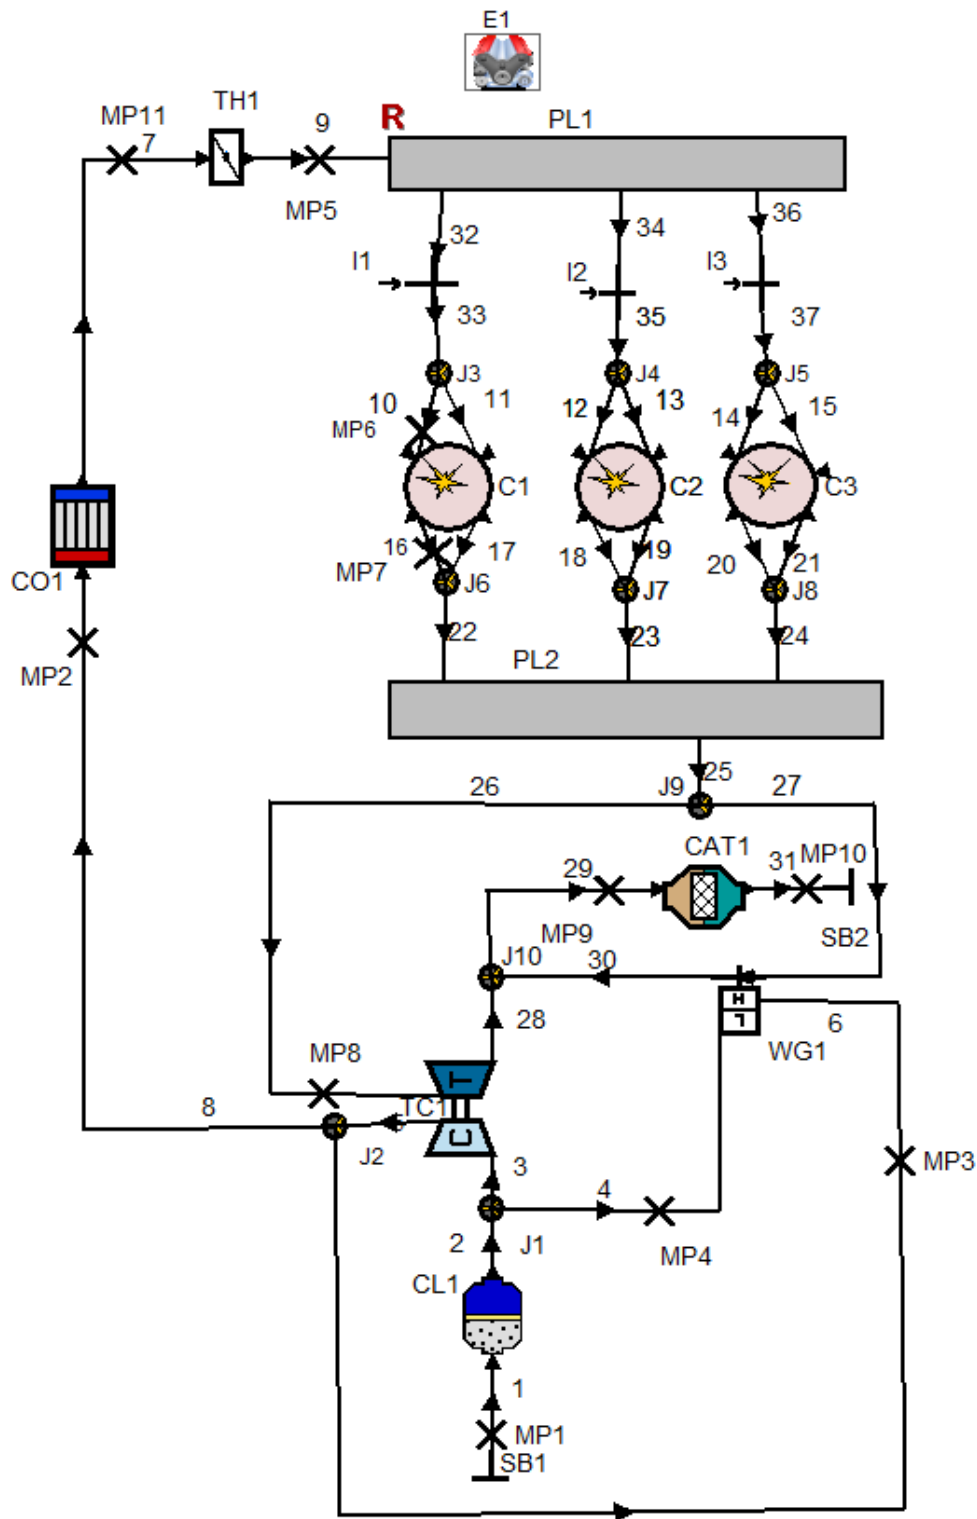 E1
R
PL1
MP11
TH1
7
9
MP5
32
34
36
I1
I2
I3
33
35
37
J3
J4
J5
10
11
12
13
14
15
MP6
C1
C2
C3
16
17
18
19
20
21
MP7
J6
J7
J8
CO1
22
23
24
MP2
PL2
25
26
J9
27
CAT1
29
31
MP10
MP9
SB2
J10
30
H
L
28
6
WG1
MP8
T
TC1
8
C
J2
3
4
MP3
2
J1
MP4
CL1
1
MP1
SB1